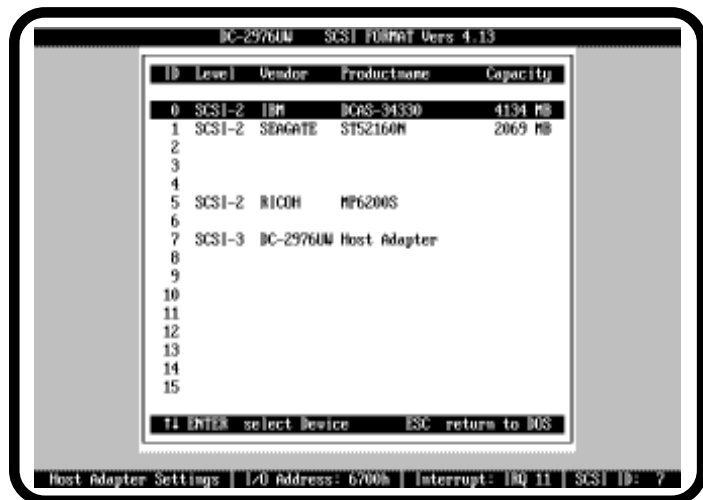 DC-2976UW SCSI FORMAT Vers 4.13
ID Level Vendor Productname Capacity
0 SCSI-2 IBM DCAS-34330 4134 MB
1 SCSI-2 SEAGATE ST52160N 2069 MB
2
3
4
5 SCSI-2 RICOH MP6200S
6
7 SCSI-3 DC-2976UW Host Adapter
8
9
10
11
12
13
14
15
↑↓ ENTER select Device ESC return to DOS
Host Adapter Settings | I/O Address: 6700h | Interrupt: IRQ 11 | SCSI ID: 7